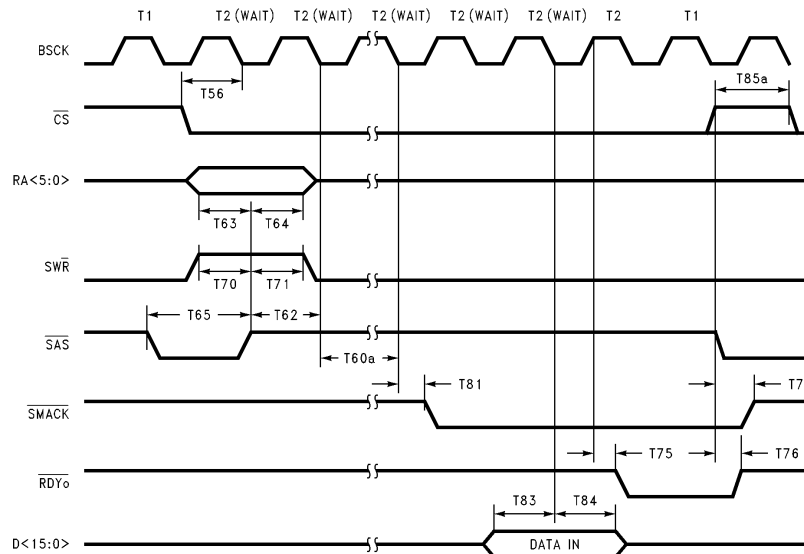 T1 T2 (WAIT) T2 (WAIT) T2 (WAIT) T2 (WAIT) T2 (WAIT) T2 T1
BSCK
T56
T85a
CS
RA<5:0>
T63 T64
SWR
T70 T71
T65 T62
SAS
T60a
T81 T7
SMACK
T75 T76
RDYo
T83 T84
D<15:0> DATA IN